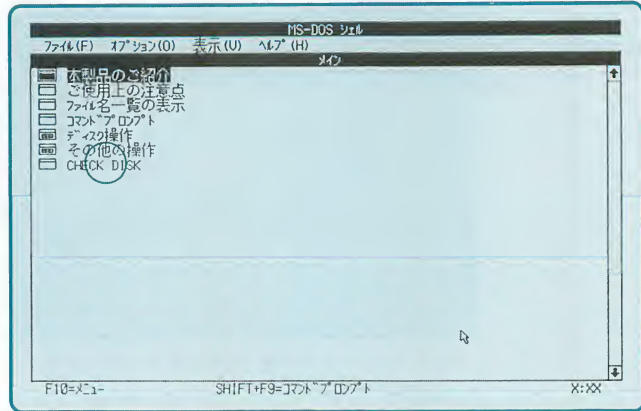 MS-DOS シェル
ファイル(F) オプション(O) 表示(V) ヘルプ(H)
メイン
本製品のご紹介
ご使用上の注意点
ファイル名一覧の表示
コマンドプロンプト
ディスク操作
その他の操作
CHECK DISK
F10=メニュー SHIFT+F9=コマンドプロンプト X:XX